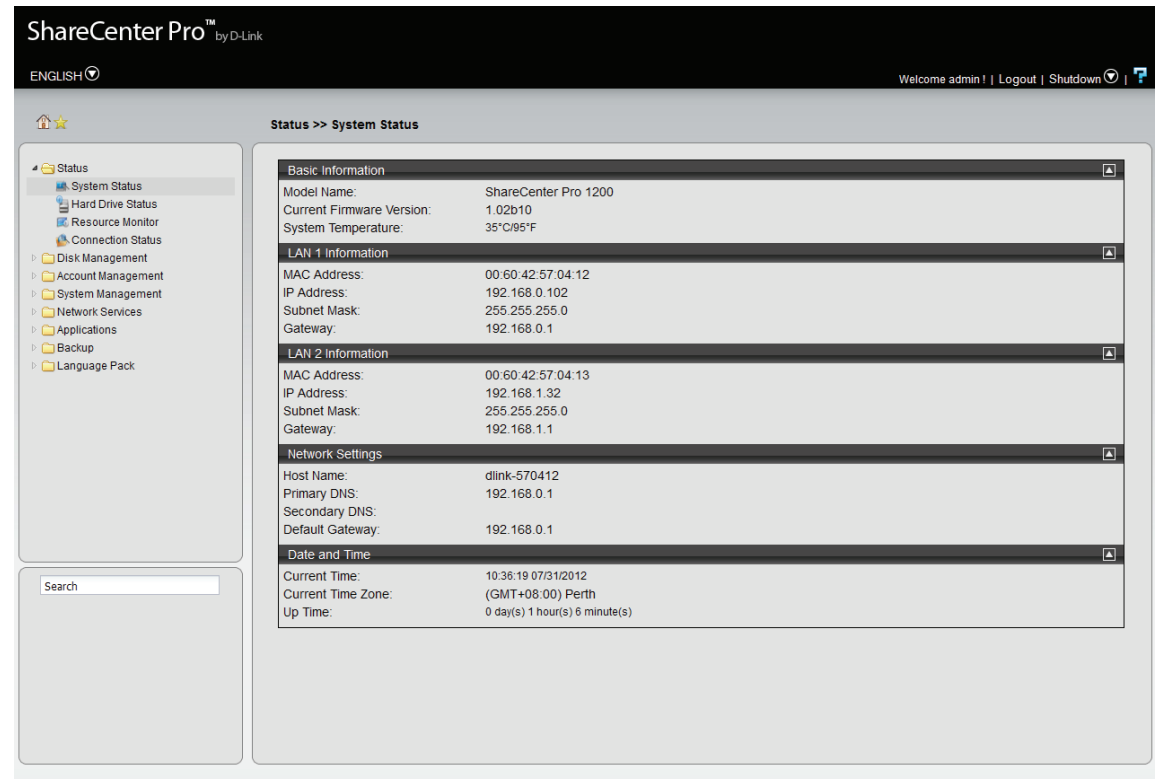 ShareCenter Pro™ by D-Link
ENGLISH
Welcome admin ! | Logout | Shutdown | ?
Status >> System Status
Status
System Status
Hard Drive Status
Resource Monitor
Connection Status
Disk Management
Account Management
System Management
Network Services
Applications
Backup
Language Pack
Search
Basic Information
Model Name: ShareCenter Pro 1200
Current Firmware Version: 1.02b10
System Temperature: 35°C/95°F
LAN 1 Information
MAC Address: 00:60:42:57:04:12
IP Address: 192.168.0.102
Subnet Mask: 255.255.255.0
Gateway: 192.168.0.1
LAN 2 Information
MAC Address: 00:60:42:57:04:13
IP Address: 192.168.1.32
Subnet Mask: 255.255.255.0
Gateway: 192.168.1.1
Network Settings
Host Name: dlink-570412
Primary DNS: 192.168.0.1
Secondary DNS:
Default Gateway: 192.168.0.1
Date and Time
Current Time: 10:36:19 07/31/2012
Current Time Zone: (GMT+08:00) Perth
Up Time: 0 day(s) 1 hour(s) 6 minute(s)